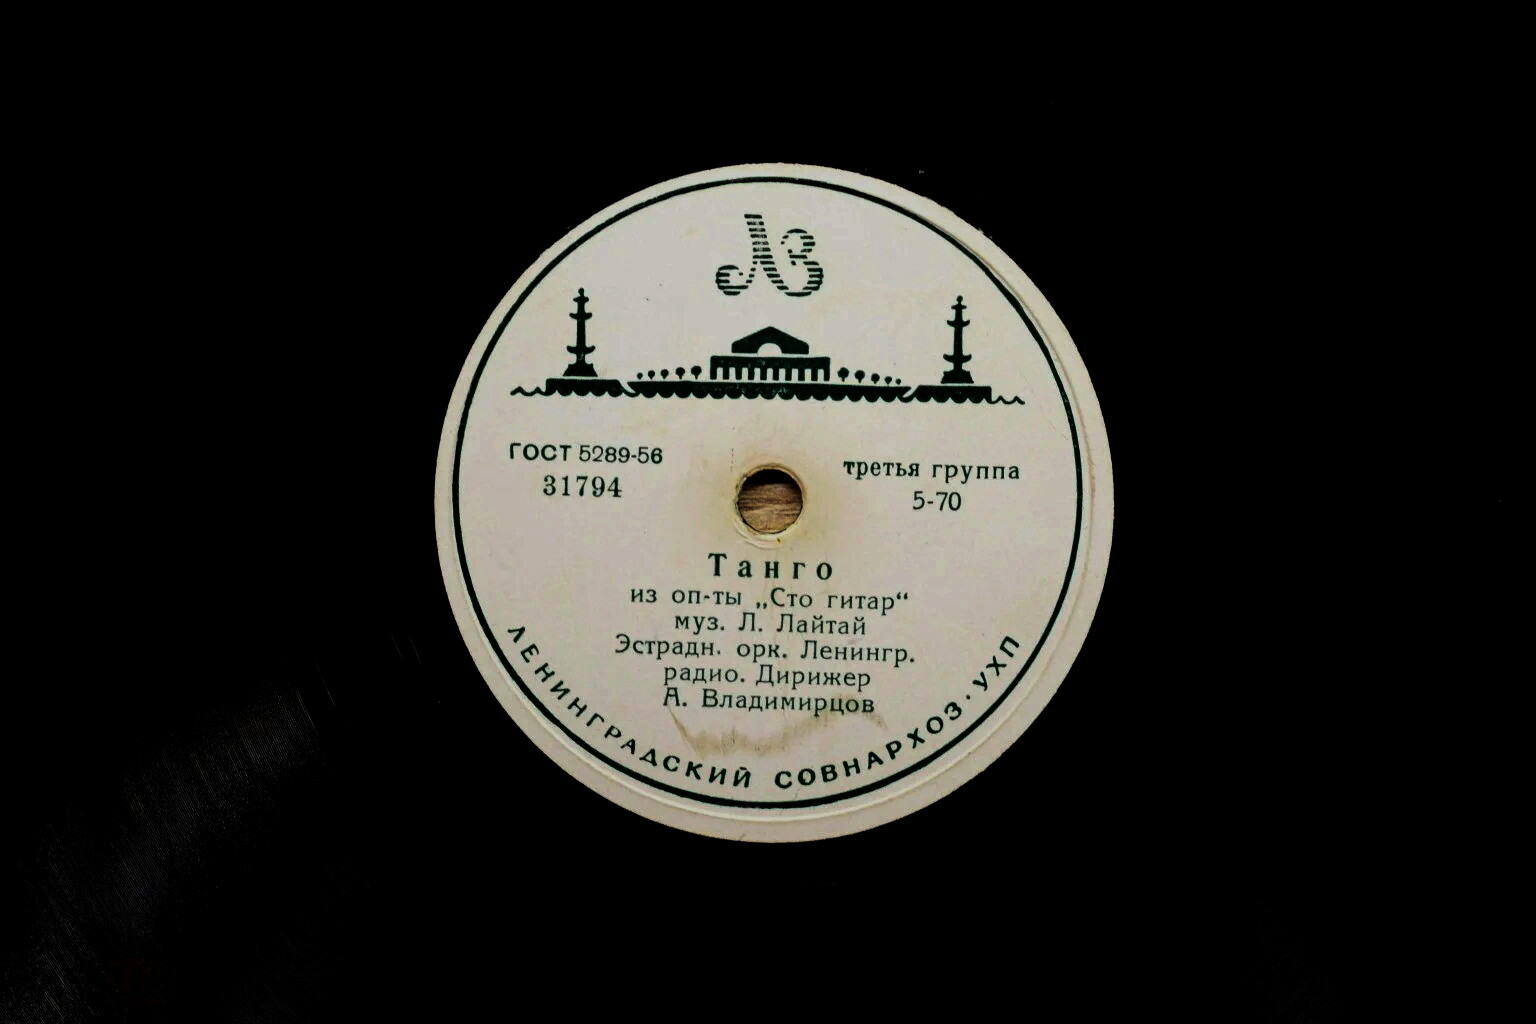 ЛЗ
ГОСТ 5289-56
31794
третья группа
5-70
Танго
из оп-ты „Сто гитар“
муз. Л. Лайтай
Эстрадн. орк. Ленингр.
радио. Дирижер
А. Владимирцов
ЛЕНИНГРАДСКИЙ СОВНАРХОЗ · УХП